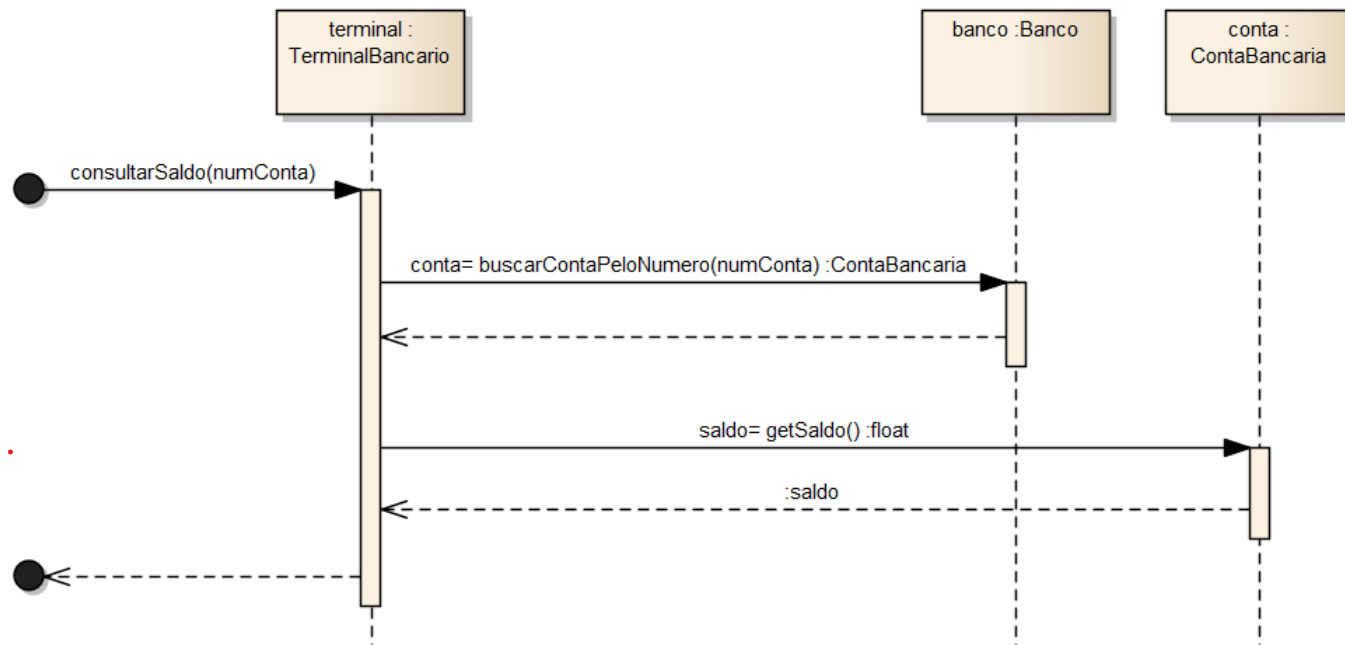 terminal :
TerminalBancario
banco :Banco
conta :
ContaBancaria
consultarSaldo(numConta)
conta= buscarContaPeloNumero(numConta) :ContaBancaria
saldo= getSaldo() :float
:saldo